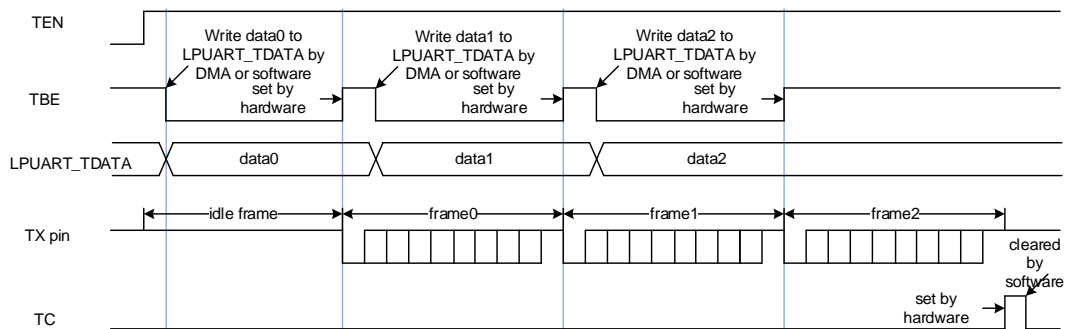 TEN
Write data0 to
LPUART_TDATA by
DMA or software
Write data1 to
LPUART_TDATA by
DMA or software
Write data2 to
LPUART_TDATA by
DMA or software
TBE
set by
hardware
set by
hardware
set by
hardware
LPUART_TDATA
data0
data1
data2
idle frame
frame0
frame1
frame2
TX pin
cleared
by
software
set by
hardware
TC